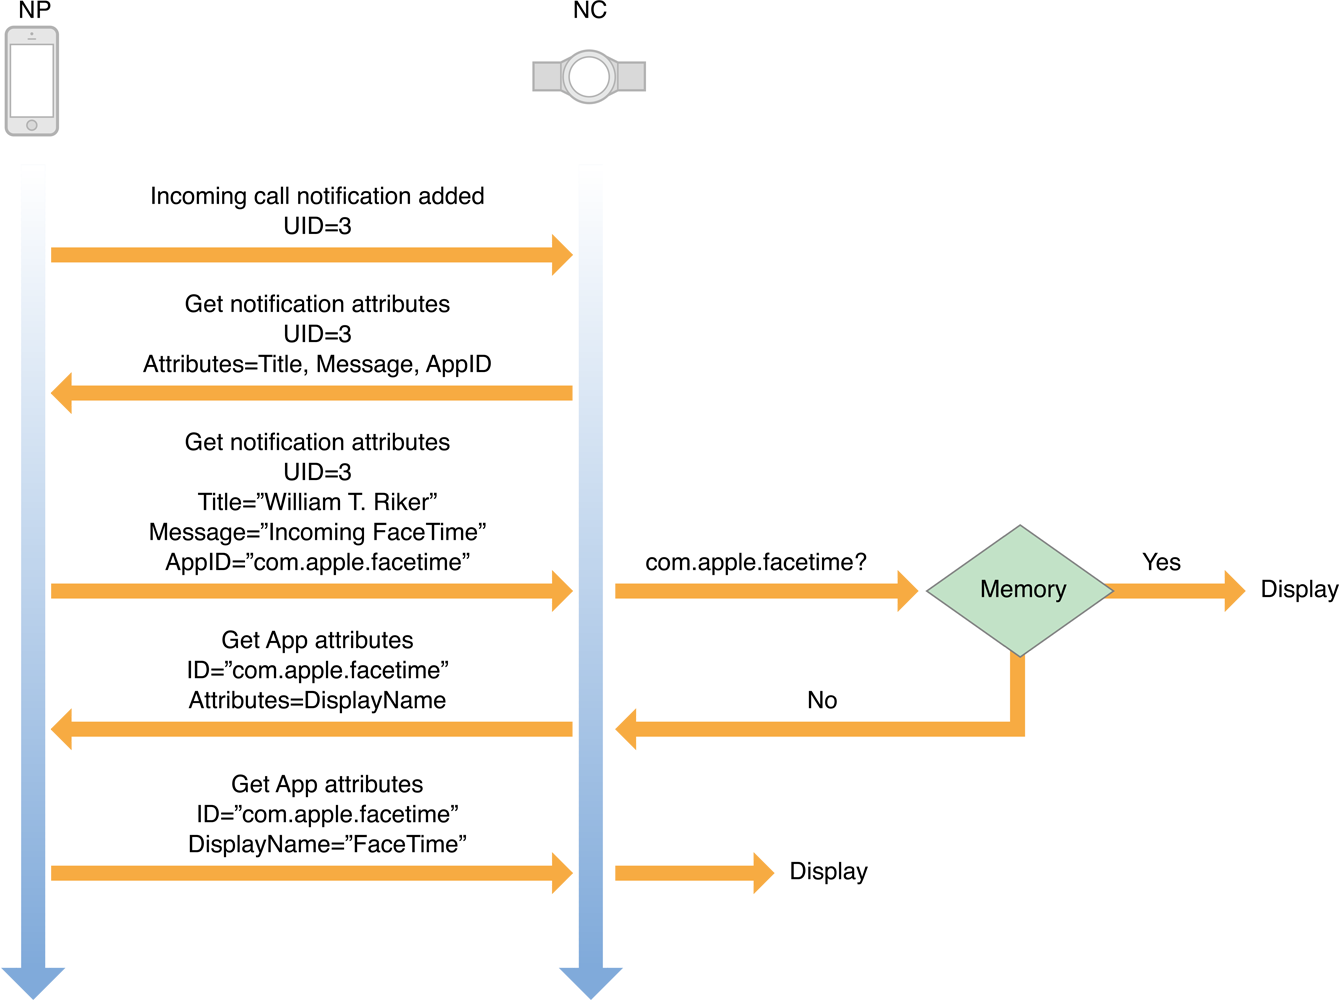 NP
NC
Incoming call notification added
UID=3
Get notification attributes
UID=3
Attributes=Title, Message, AppID
Get notification attributes
UID=3
Title=”William T. Riker”
Message=”Incoming FaceTime”
AppID=”com.apple.facetime”
com.apple.facetime?
Memory
Yes
Display
Get App attributes
ID=”com.apple.facetime”
Attributes=DisplayName
No
Get App attributes
ID=”com.apple.facetime”
DisplayName=”FaceTime”
Display